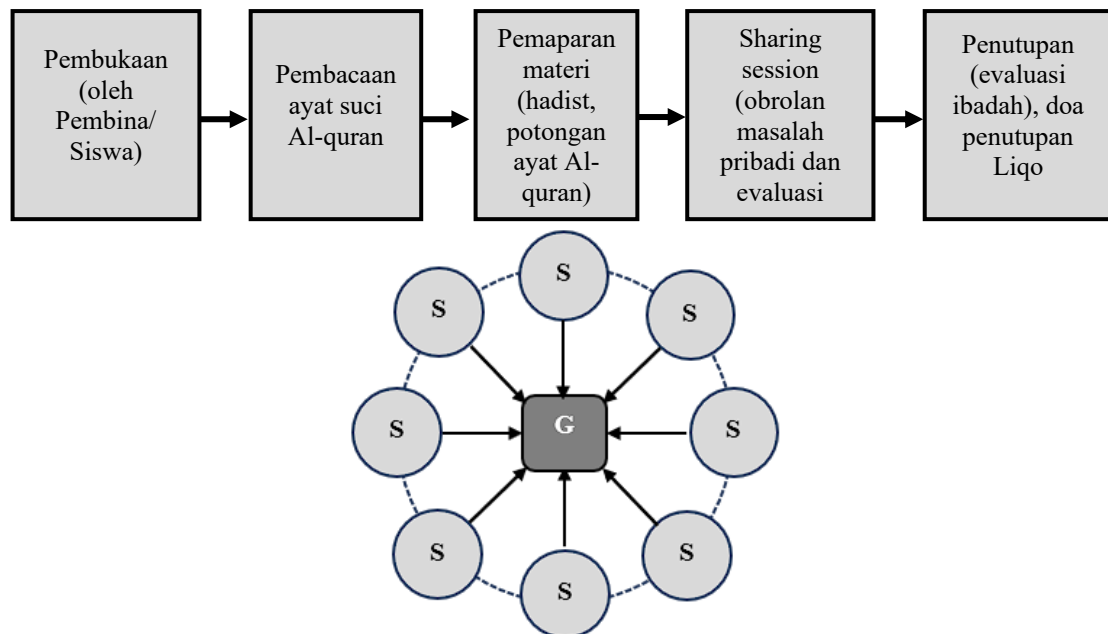 Pembukaan
(oleh
Pembina/
Siswa)
Pembacaan
ayat suci
Al-quran
Pemaparan
materi
(hadist,
potongan
ayat Al-
quran)
Sharing
session
(obrolan
masalah
pribadi dan
evaluasi
Penutupan
(evaluasi
ibadah), doa
penutupan
Liqo
S
S
S
S
G
S
S
S
S